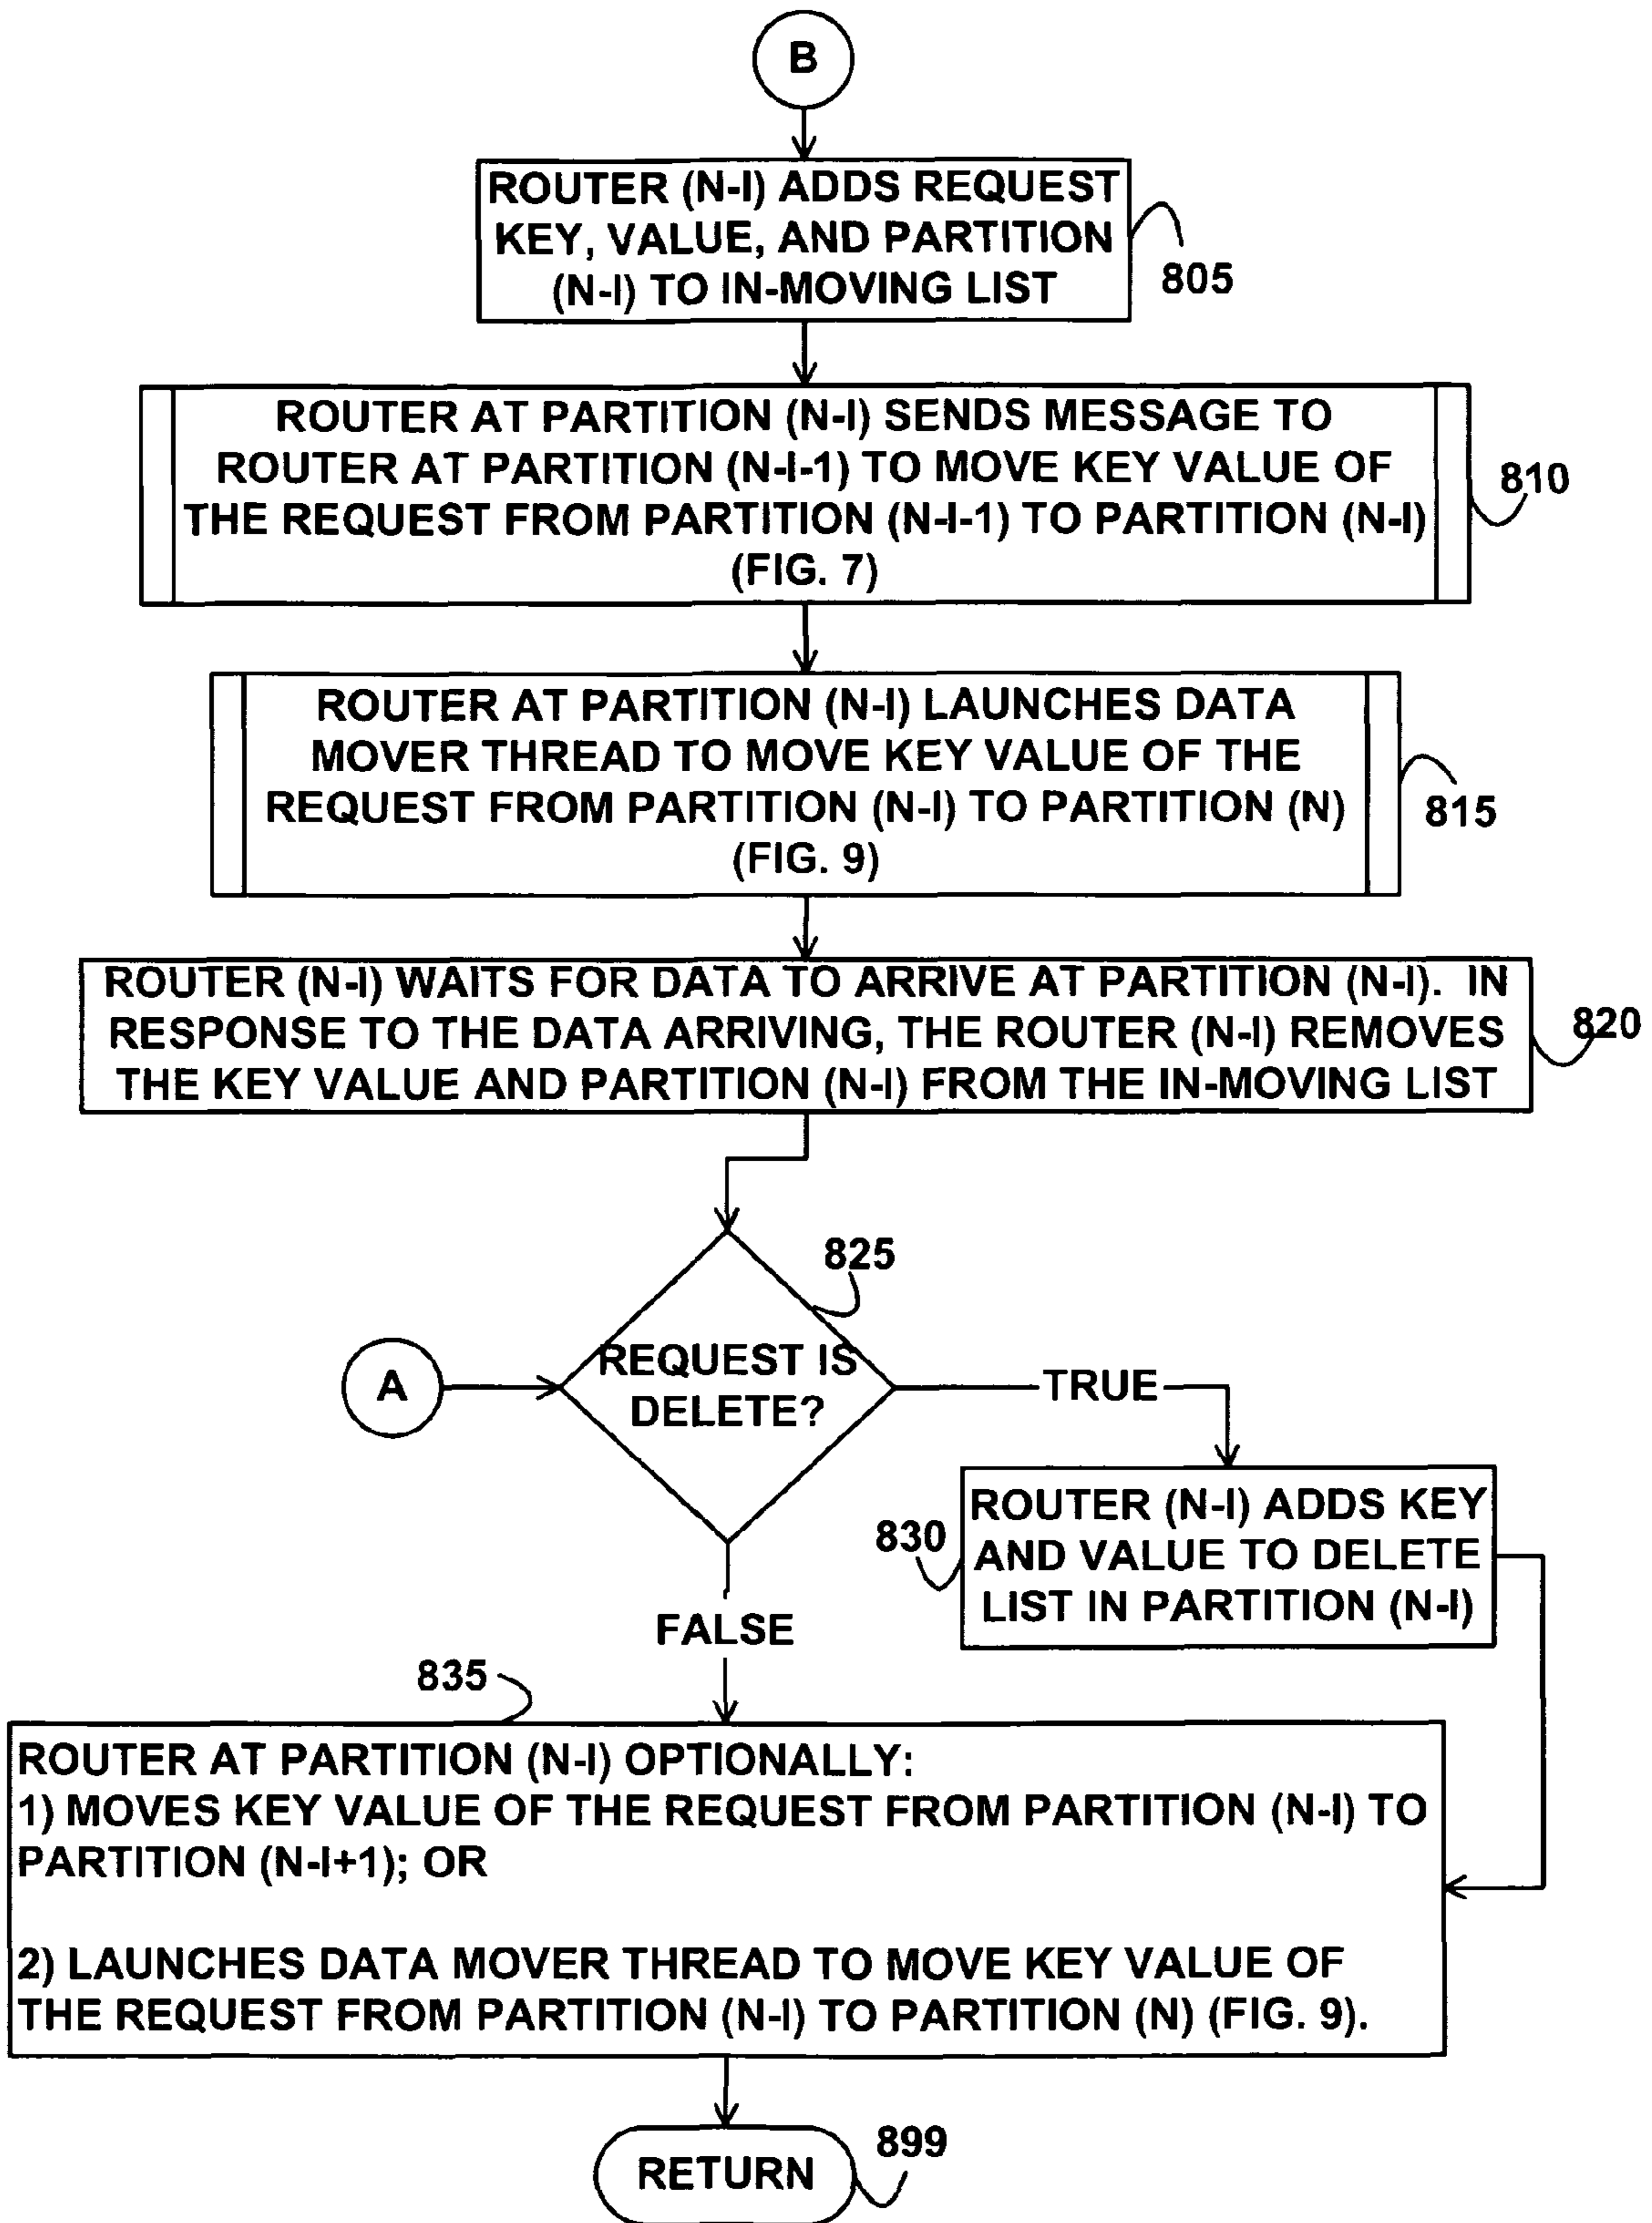 B
ROUTER (N-I) ADDS REQUEST
KEY, VALUE, AND PARTITION
(N-I) TO IN-MOVING LIST
805
ROUTER AT PARTITION (N-I) SENDS MESSAGE TO
ROUTER AT PARTITION (N-I-1) TO MOVE KEY VALUE OF
THE REQUEST FROM PARTITION (N-I-1) TO PARTITION (N-I)
(FIG. 7)
810
ROUTER AT PARTITION (N-I) LAUNCHES DATA
MOVER THREAD TO MOVE KEY VALUE OF THE
REQUEST FROM PARTITION (N-I) TO PARTITION (N)
(FIG. 9)
815
ROUTER (N-I) WAITS FOR DATA TO ARRIVE AT PARTITION (N-I). IN
RESPONSE TO THE DATA ARRIVING, THE ROUTER (N-I) REMOVES
THE KEY VALUE AND PARTITION (N-I) FROM THE IN-MOVING LIST
820
825
A
REQUEST IS
DELETE?
TRUE
830
ROUTER (N-I) ADDS KEY
AND VALUE TO DELETE
LIST IN PARTITION (N-I)
FALSE
835
ROUTER AT PARTITION (N-I) OPTIONALLY:
1) MOVES KEY VALUE OF THE REQUEST FROM PARTITION (N-I) TO
PARTITION (N-I+1); OR
2) LAUNCHES DATA MOVER THREAD TO MOVE KEY VALUE OF
THE REQUEST FROM PARTITION (N-I) TO PARTITION (N) (FIG. 9).
RETURN
899